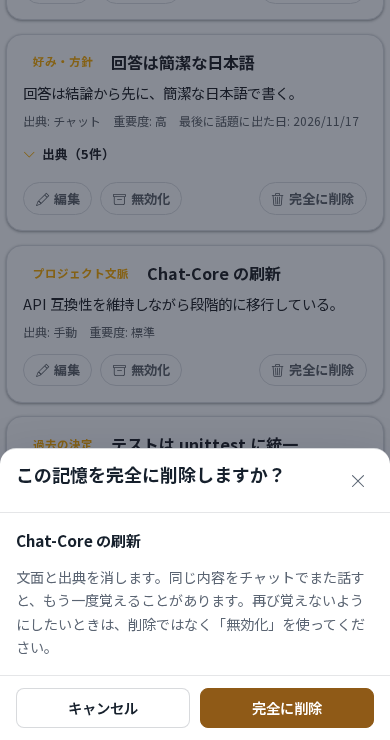 好み・方針 回答は簡潔な日本語
回答は結論から先に、簡潔な日本語で書く。
出典: チャット 重要度: 高 最後に話題に出た日: 2026/11/17
出典（5件）
編集 無効化 完全に削除
プロジェクト文脈 Chat-Core の刷新
API 互換性を維持しながら段階的に移行している。
出典: 手動 重要度: 標準
編集 無効化 完全に削除
過去の決定 テストは unittest に統一
この記憶を完全に削除しますか？
Chat-Core の刷新
文面と出典を消します。同じ内容をチャットでまた話す
と、もう一度覚えることがあります。再び覚えないよう
にしたいときは、削除ではなく「無効化」を使ってくだ
さい。
キャンセル 完全に削除